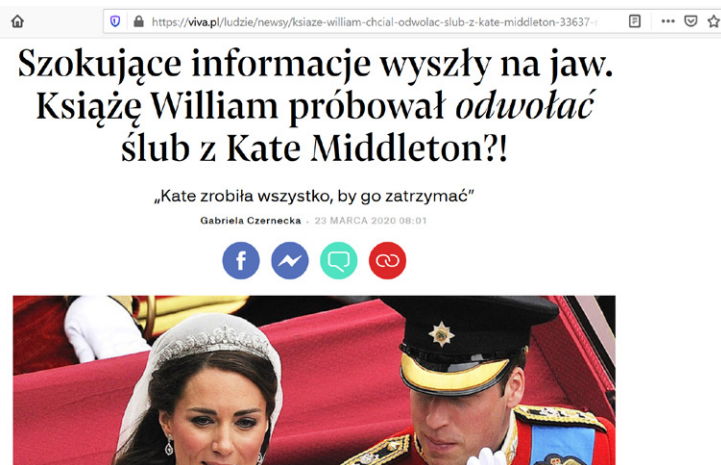 https://viva.pl/ludzie/newsy/ksiaze-william-chcial-odwolac-slub-z-kate-middleton-33637-
Szokujące informacje wyszły na jaw.
Książę William próbował odwołać
ślub z Kate Middleton?!
„Kate zrobiła wszystko, by go zatrzymać”
Gabriela Czernecka - 23 MARCA 2020 08:01